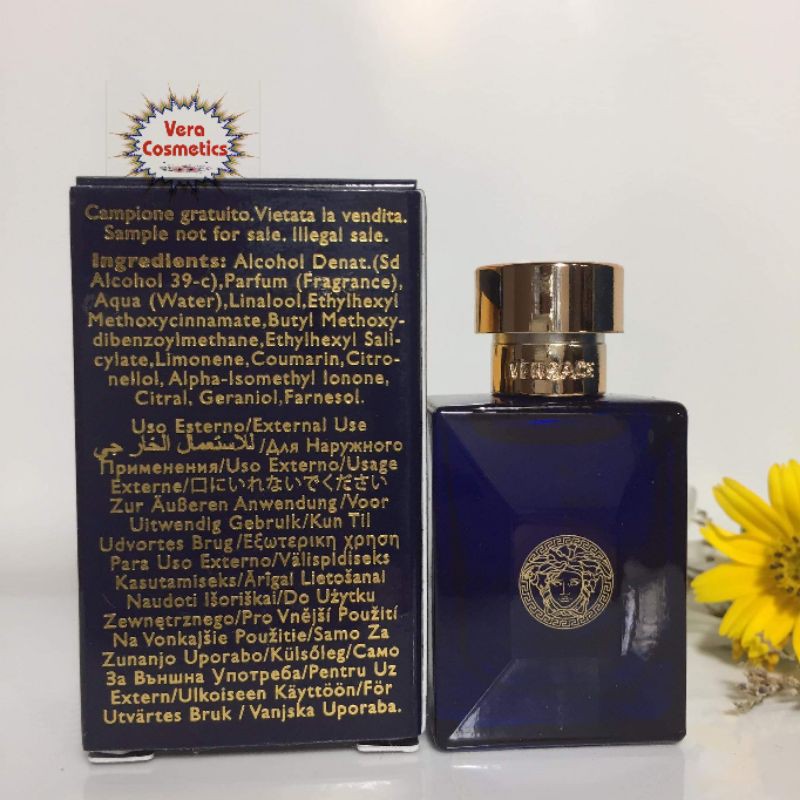 Vera
Cosmetics
Campione gratuito.Vietata la vendita.
Sample not for sale. Illegal sale.
Ingredients: Alcohol Denat.(Sd
Alcohol 39-c),Parfum (Fragrance),
Aqua (Water),Linalool,Ethylhexyl
Methoxycinnamate,Butyl Methoxy-
dibenzoylmethane,Ethylhexyl Sali-
cylate,Limonene,Coumarin,Citro-
nellol, Alpha-Isomethyl Ionone,
Citral, Geraniol,Farnesol.
Uso Esterno/External Use
للاستعمال الخارجي/Для Наружного
Применения/Uso Externo/Usage
Externe/口にいれないでください
Zur Äußeren Anwendung/Voor
Uitwendig Gebruik/Kun Til
Udvortes Brug/Εξωτερικη χρηση
Para Uso Externo/Välispidiseks
Kasutamiseks/Ārīgai Lietošanai
Naudoti Išoriškai/Do Użytku
Zewnętrznego/Pro Vnější Použití
Na Vonkajšie Použitie/Samo Za
Zunanjo Uporabo/Külsőleg/Само
За Външна Употреба/Pentru Uz
Extern/Ulkoiseen Käyttöön/För
Utvärtes Bruk / Vanjska Uporaba.
VERSACE